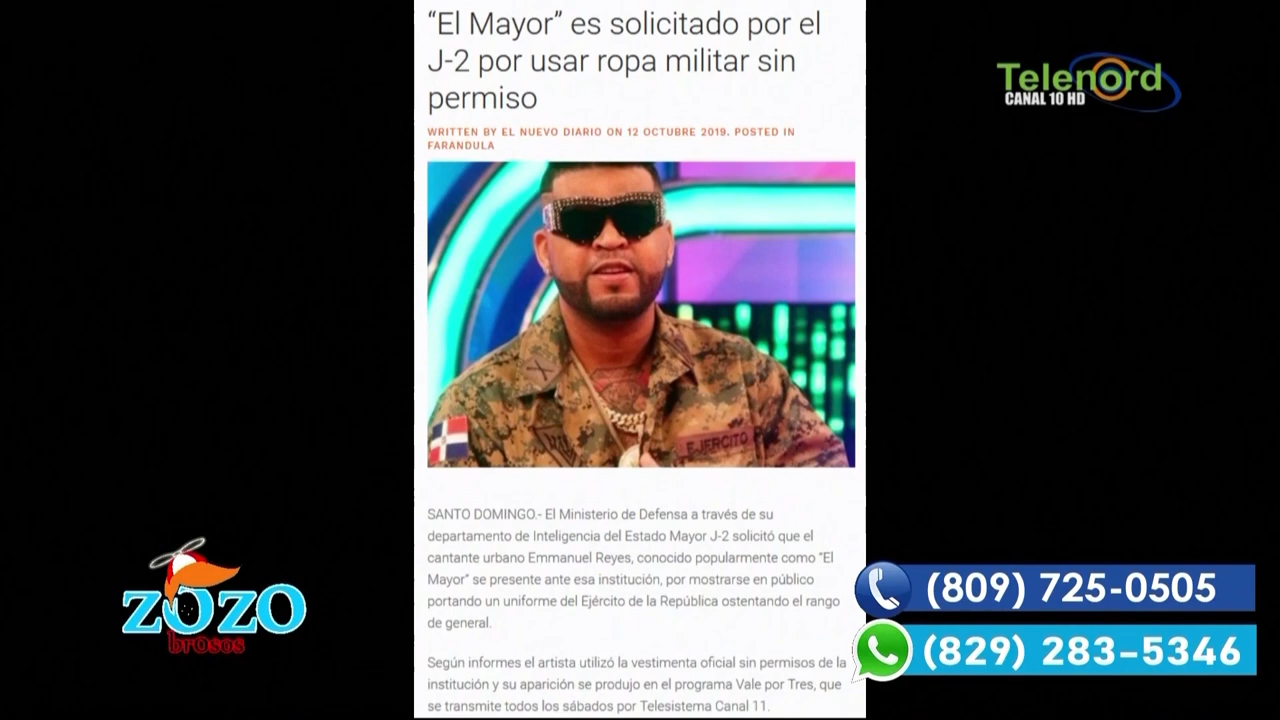 “El Mayor” es solicitado por el
J-2 por usar ropa militar sin
permiso
WRITTEN BY EL NUEVO DIARIO ON 12 OCTUBRE 2019. POSTED IN
FARANDULA
Telenord
CANAL 10 HD
EJERCITO
SANTO DOMINGO.- El Ministerio de Defensa a través de su
departamento de Inteligencia del Estado Mayor J-2 solicitó que el
cantante urbano Emmanuel Reyes, conocido popularmente como “El
Mayor” se presente ante esa institución, por mostrarse en público
portando un uniforme del Ejército de la República ostentando el rango
de general.
Según informes el artista utilizó la vestimenta oficial sin permisos de la
institución y su aparición se produjo en el programa Vale por Tres, que
se transmite todos los sábados por Telesistema Canal 11.
ZOZO
brosos
(809) 725-0505
(829) 283-5346